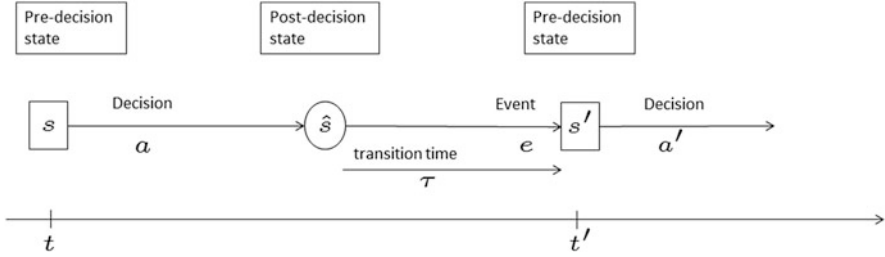 Pre-decision
state
Post-decision
state
Pre-decision
state
Decision
Event
Decision
s
ŝ
s′
a
e
a′
transition time
τ
t
t′